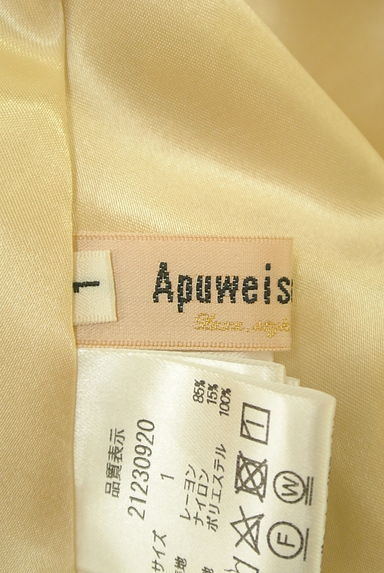 Apuweis
品質表示
21230920
サイズ 1
レーヨン 85%
ナイロン 15%
ポリエステル 100%
W
F